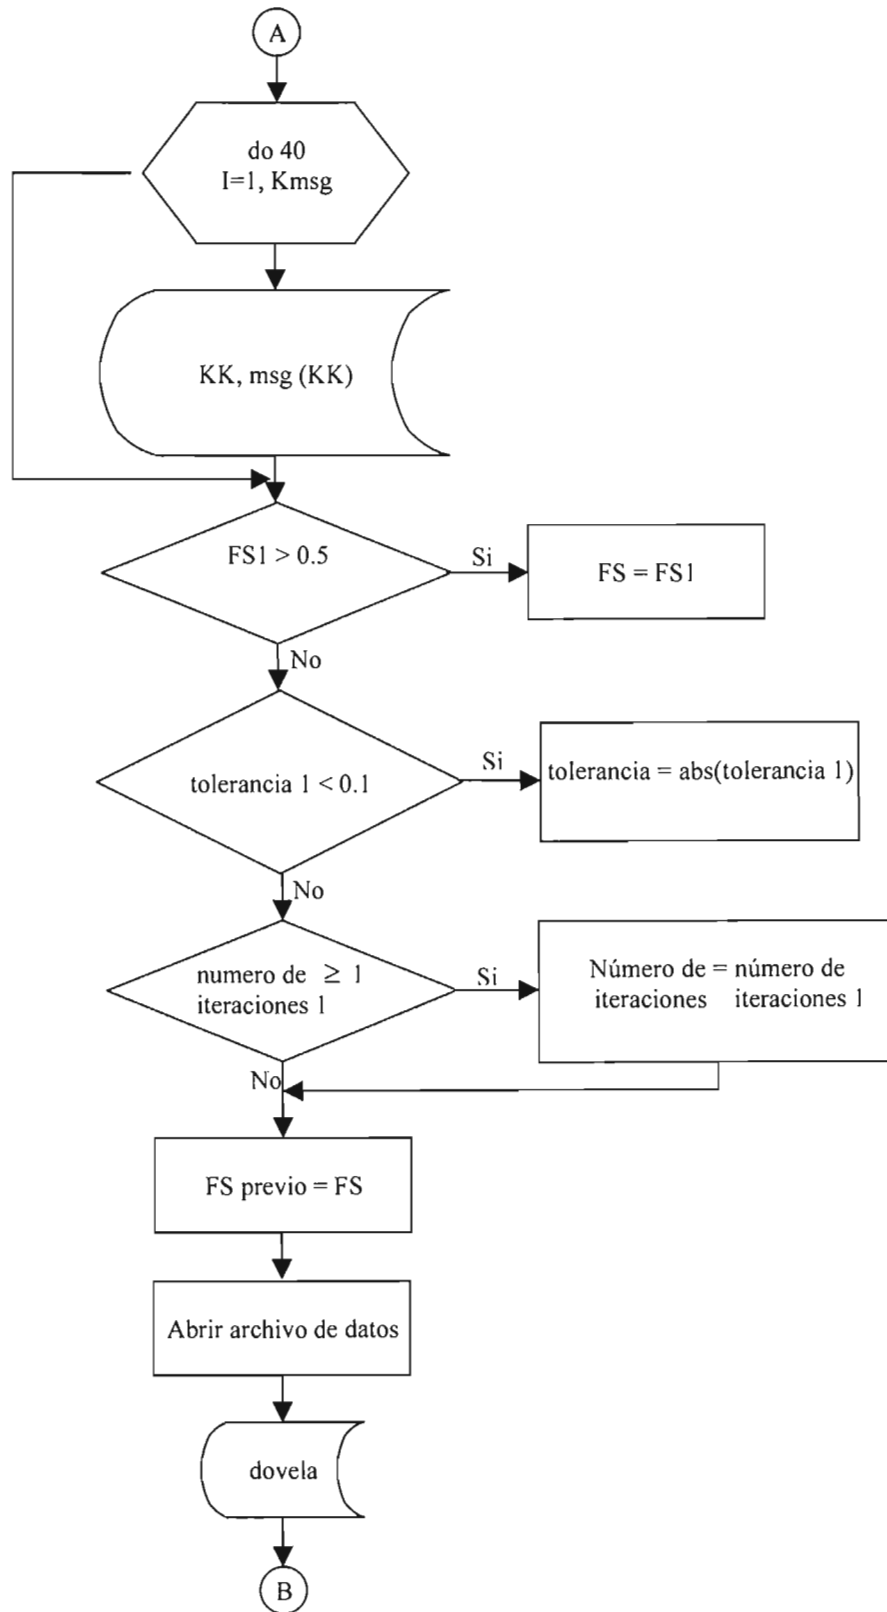 A
do 40
I=1, Kmsg
KK, msg (KK)
FS1 > 0.5
Si
FS = FS1
No
tolerancia 1 < 0.1
Si
tolerancia = abs(tolerancia 1)
No
numero de ≥ 1
iteraciones 1
Si
Número de = número de
iteraciones iteraciones 1
No
FS previo = FS
Abrir archivo de datos
dovela
B